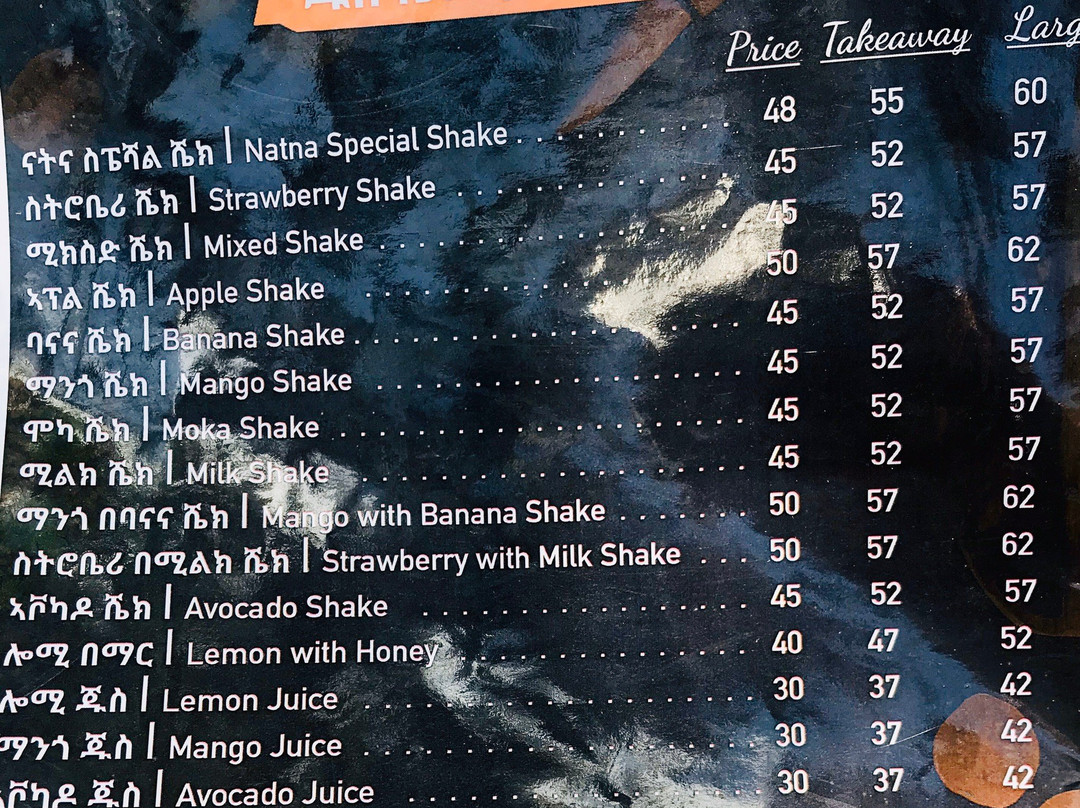 Price Takeaway Larg
ናትና ስፔሻል ሼክ | Natna Special Shake 48 55 60
ስትሮቤሪ ሼክ | Strawberry Shake 45 52 57
ሚክስድ ሼክ | Mixed Shake 45 52 57
ኣፕል ሼክ | Apple Shake 50 57 62
ባናና ሼክ | Banana Shake 45 52 57
ማንጎ ሼክ | Mango Shake 45 52 57
ሞካ ሼክ | Moka Shake 45 52 57
ሚልክ ሼክ | Milk Shake 45 52 57
ማንጎ በባናና ሼክ | Mango with Banana Shake 50 57 62
ስትሮቤሪ በሚልክ ሼክ | Strawberry with Milk Shake 50 57 62
ኣቮካዶ ሼክ | Avocado Shake 45 52 57
ሎሚ በማር | Lemon with Honey 40 47 52
ሎሚ ጁስ | Lemon Juice 30 37 42
ማንጎ ጁስ | Mango Juice 30 37 42
ኣቮካዶ ጁስ | Avocado Juice 30 37 42